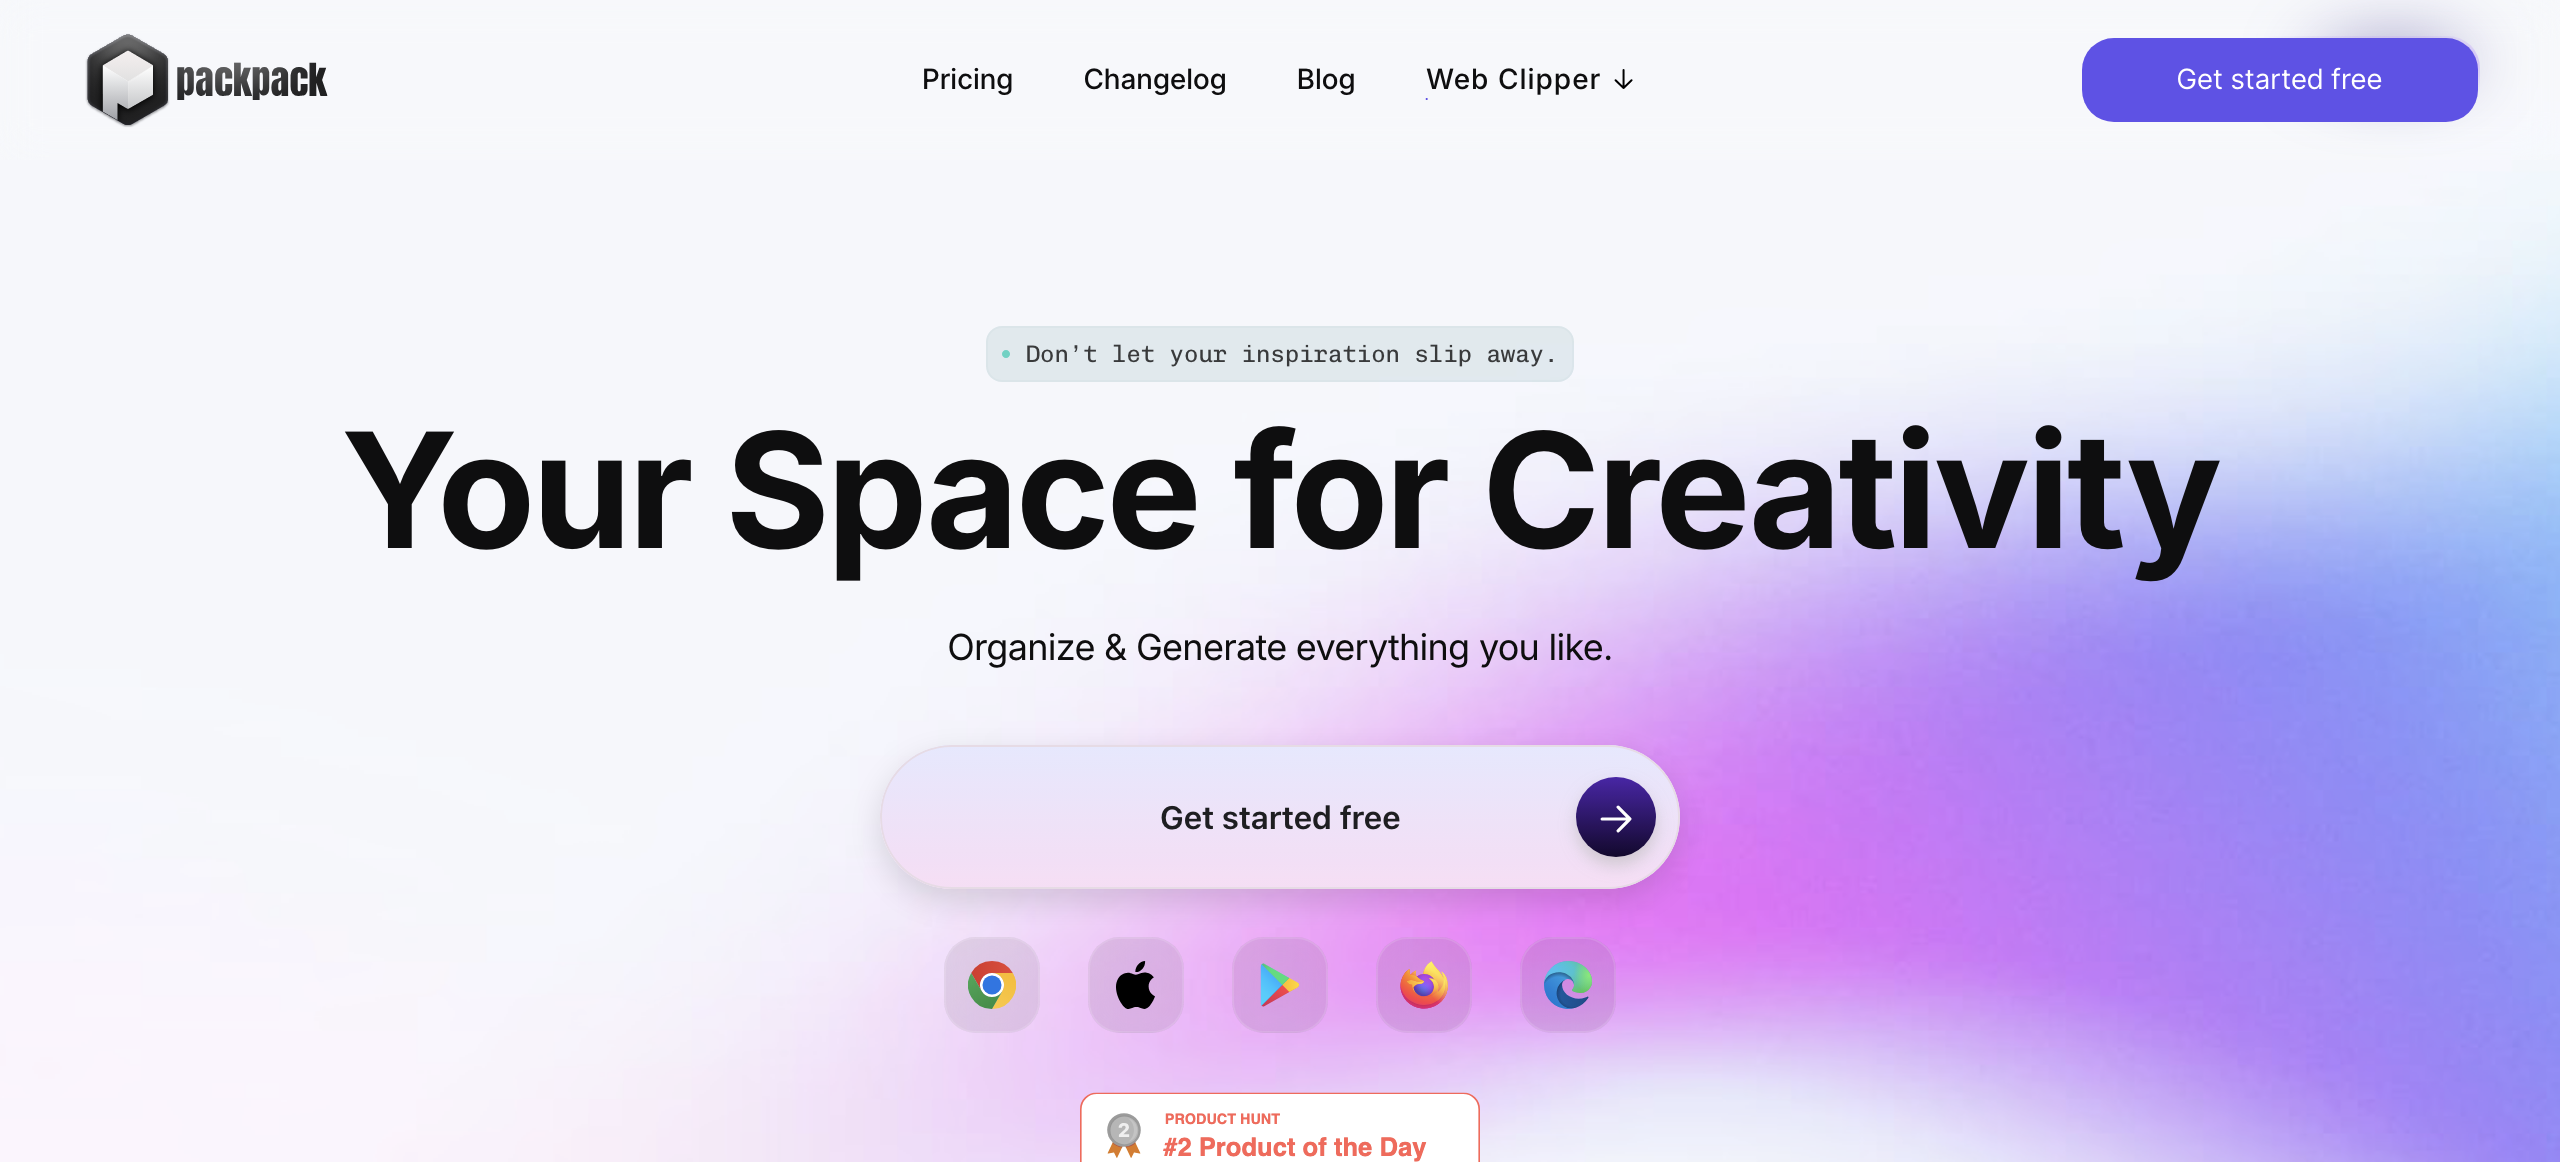 packpack
Pricing
Changelog
Blog
Web Clipper ↓
Get started free
Don’t let your inspiration slip away.
Your Space for Creativity
Organize & Generate everything you like.
Get started free
2
PRODUCT HUNT
#2 Product of the Day